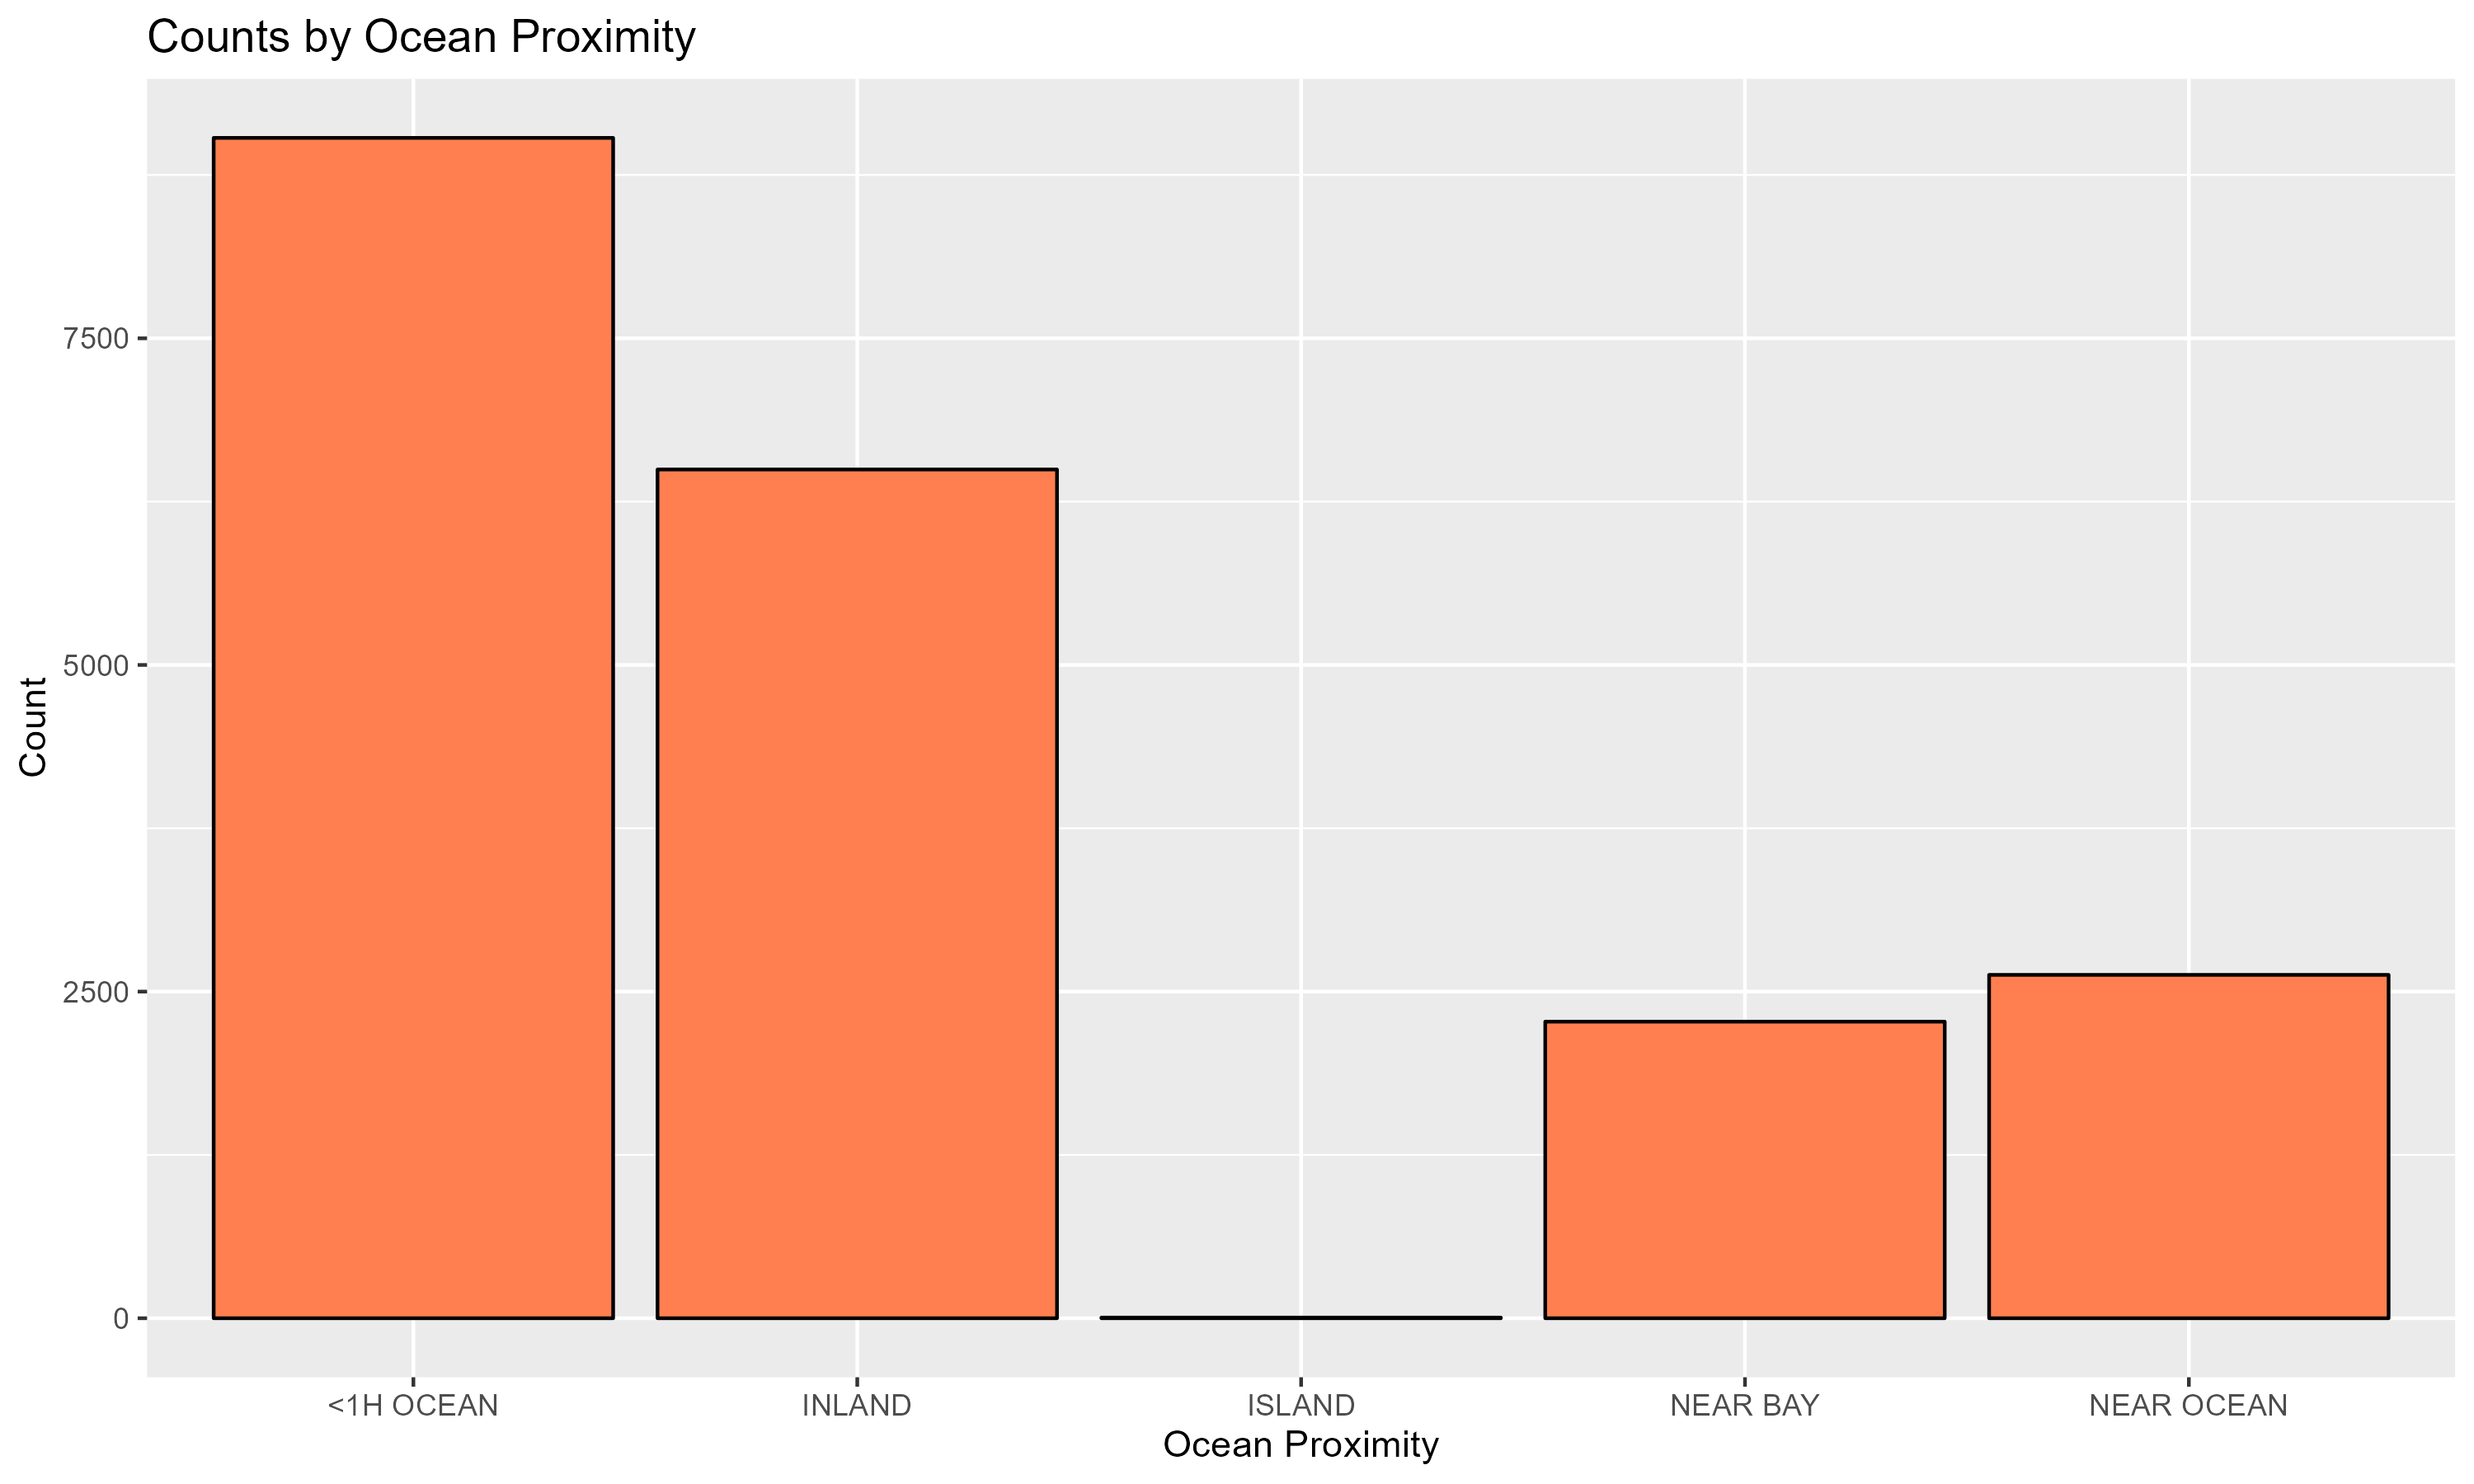 Counts by Ocean Proximity
Count
7500
5000
2500
0
<1H OCEAN
INLAND
ISLAND
NEAR BAY
NEAR OCEAN
Ocean Proximity